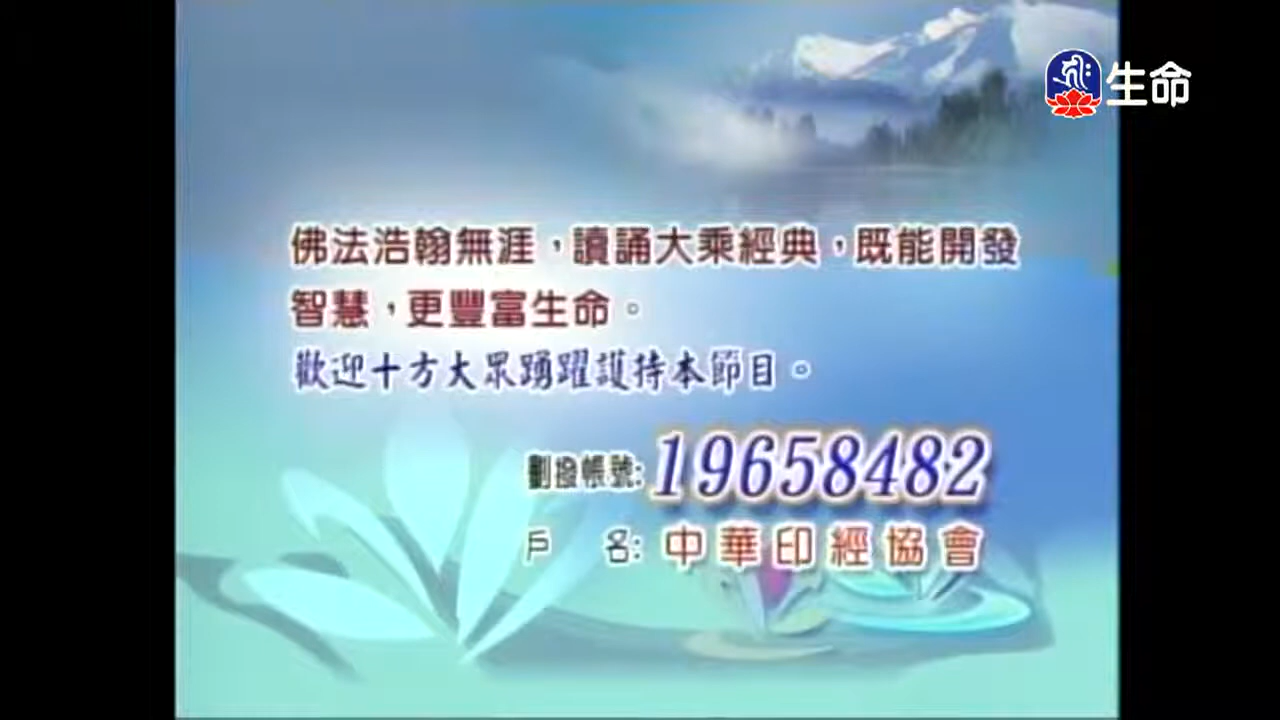 生命
佛法浩翰無涯，讀誦大乘經典，既能開發
智慧，更豐富生命。
歡迎十方大眾踴躍護持本節目。
劃撥帳號:19658482
戶 名:中華印經協會